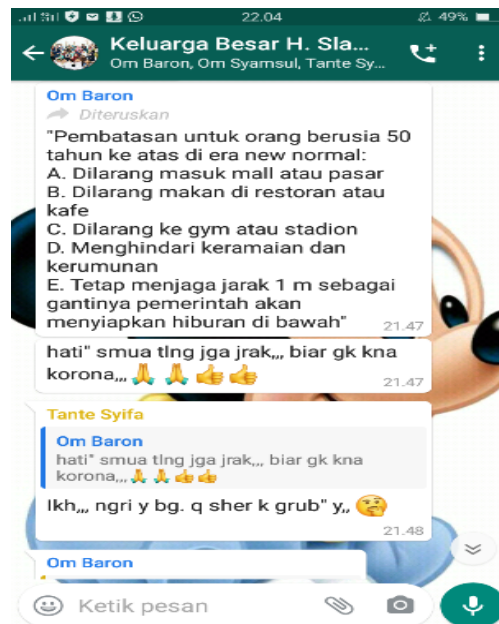 22.04
49%
Keluarga Besar H. Sla...
Om Baron, Om Syamsul, Tante Sy...
Om Baron
Diteruskan
"Pembatasan untuk orang berusia 50
tahun ke atas di era new normal:
A. Dilarang masuk mall atau pasar
B. Dilarang makan di restoran atau
kafe
C. Dilarang ke gym atau stadion
D. Menghindari keramaian dan
kerumunan
E. Tetap menjaga jarak 1 m sebagai
gantinya pemerintah akan
menyiapkan hiburan di bawah"
21.47
hati" smua tlng jga jrak,,, biar gk kna
korona,,, 🙏 🙏 👍 👍
21.47
Tante Syifa
Om Baron
hati" smua tlng jga jrak,,, biar gk kna
korona,,, 🙏 🙏 👍 👍
Ikh,,, ngri y bg. q sher k grub" y,, 🤔
21.48
Om Baron
Ketik pesan